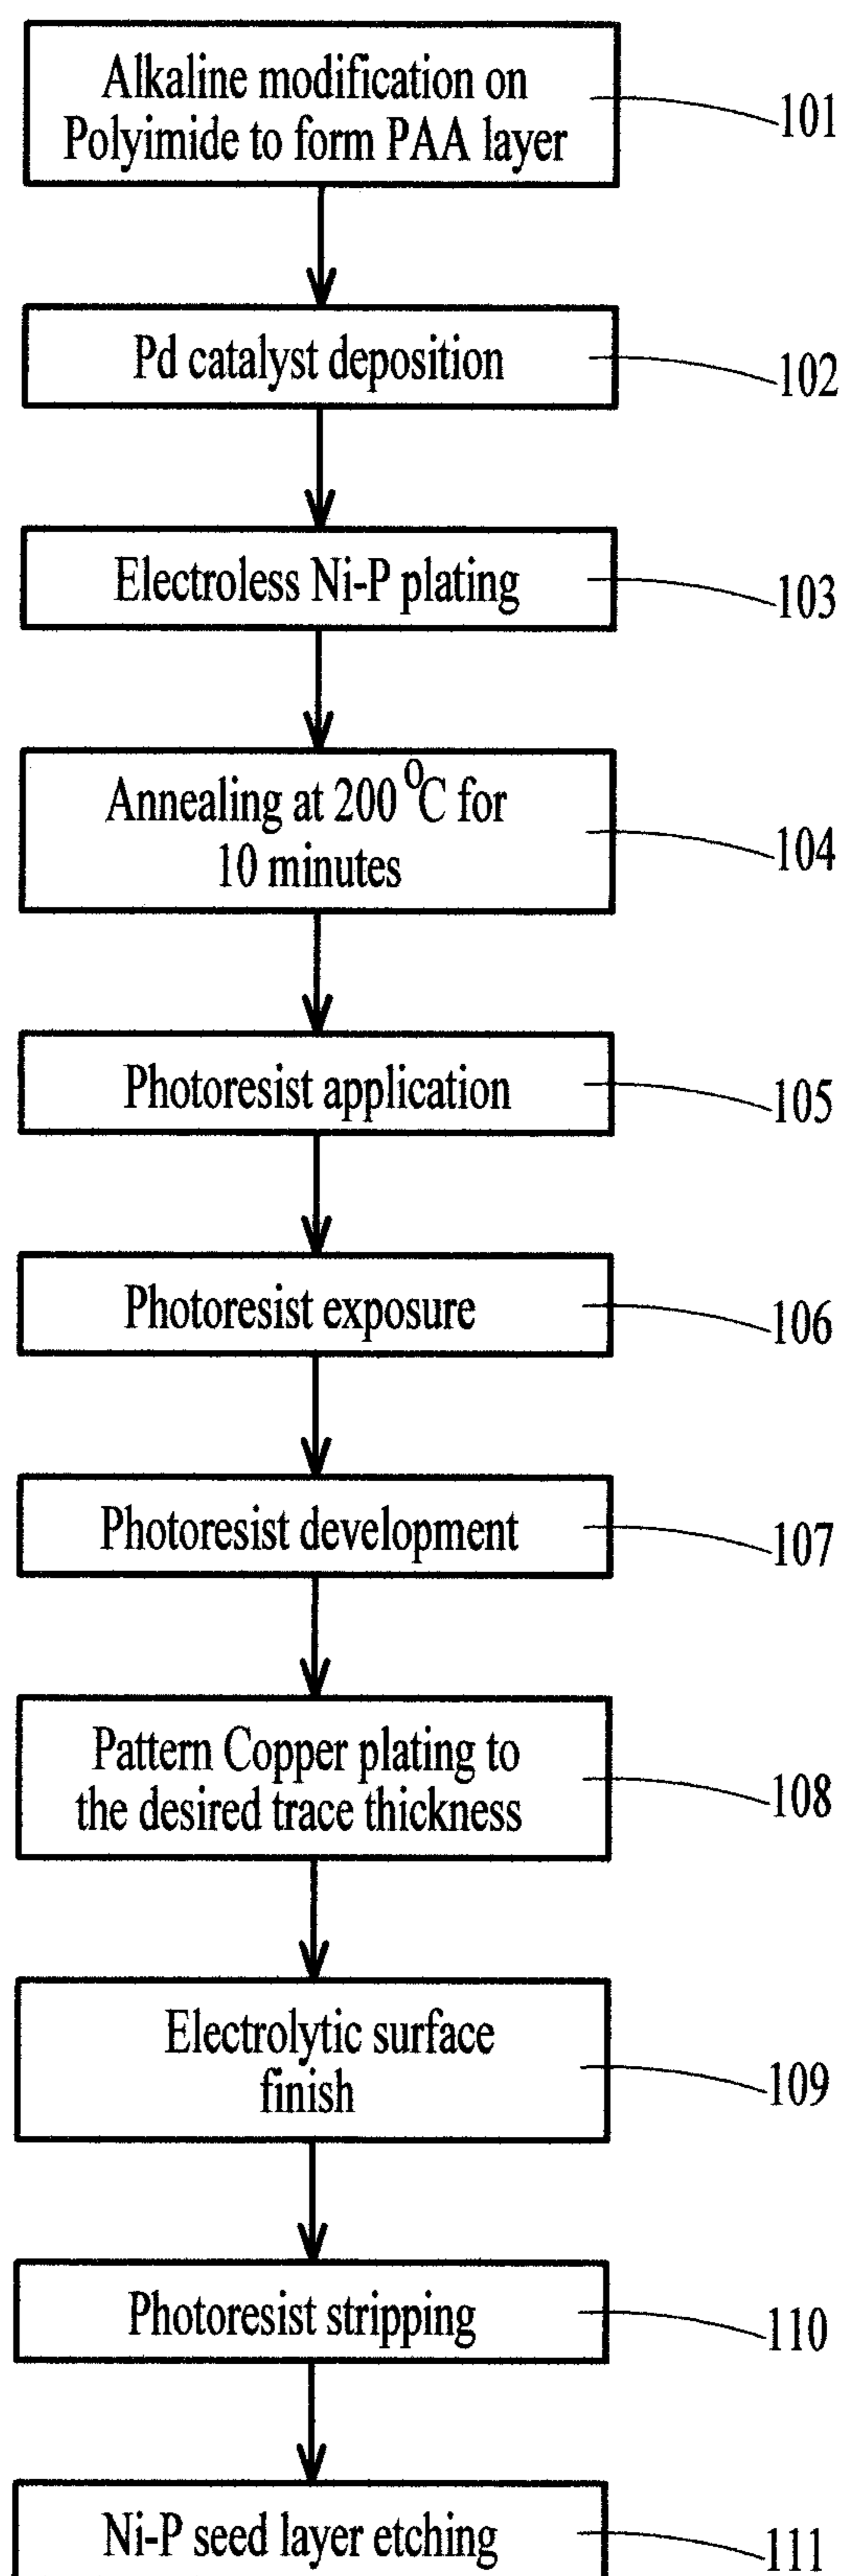 Alkaline modification on
Polyimide to form PAA layer
101
Pd catalyst deposition
102
Electroless Ni-P plating
103
Annealing at 200 °C for
10 minutes
104
Photoresist application
105
Photoresist exposure
106
Photoresist development
107
Pattern Copper plating to
the desired trace thickness
108
Electrolytic surface
finish
109
Photoresist stripping
110
Ni-P seed layer etching
111